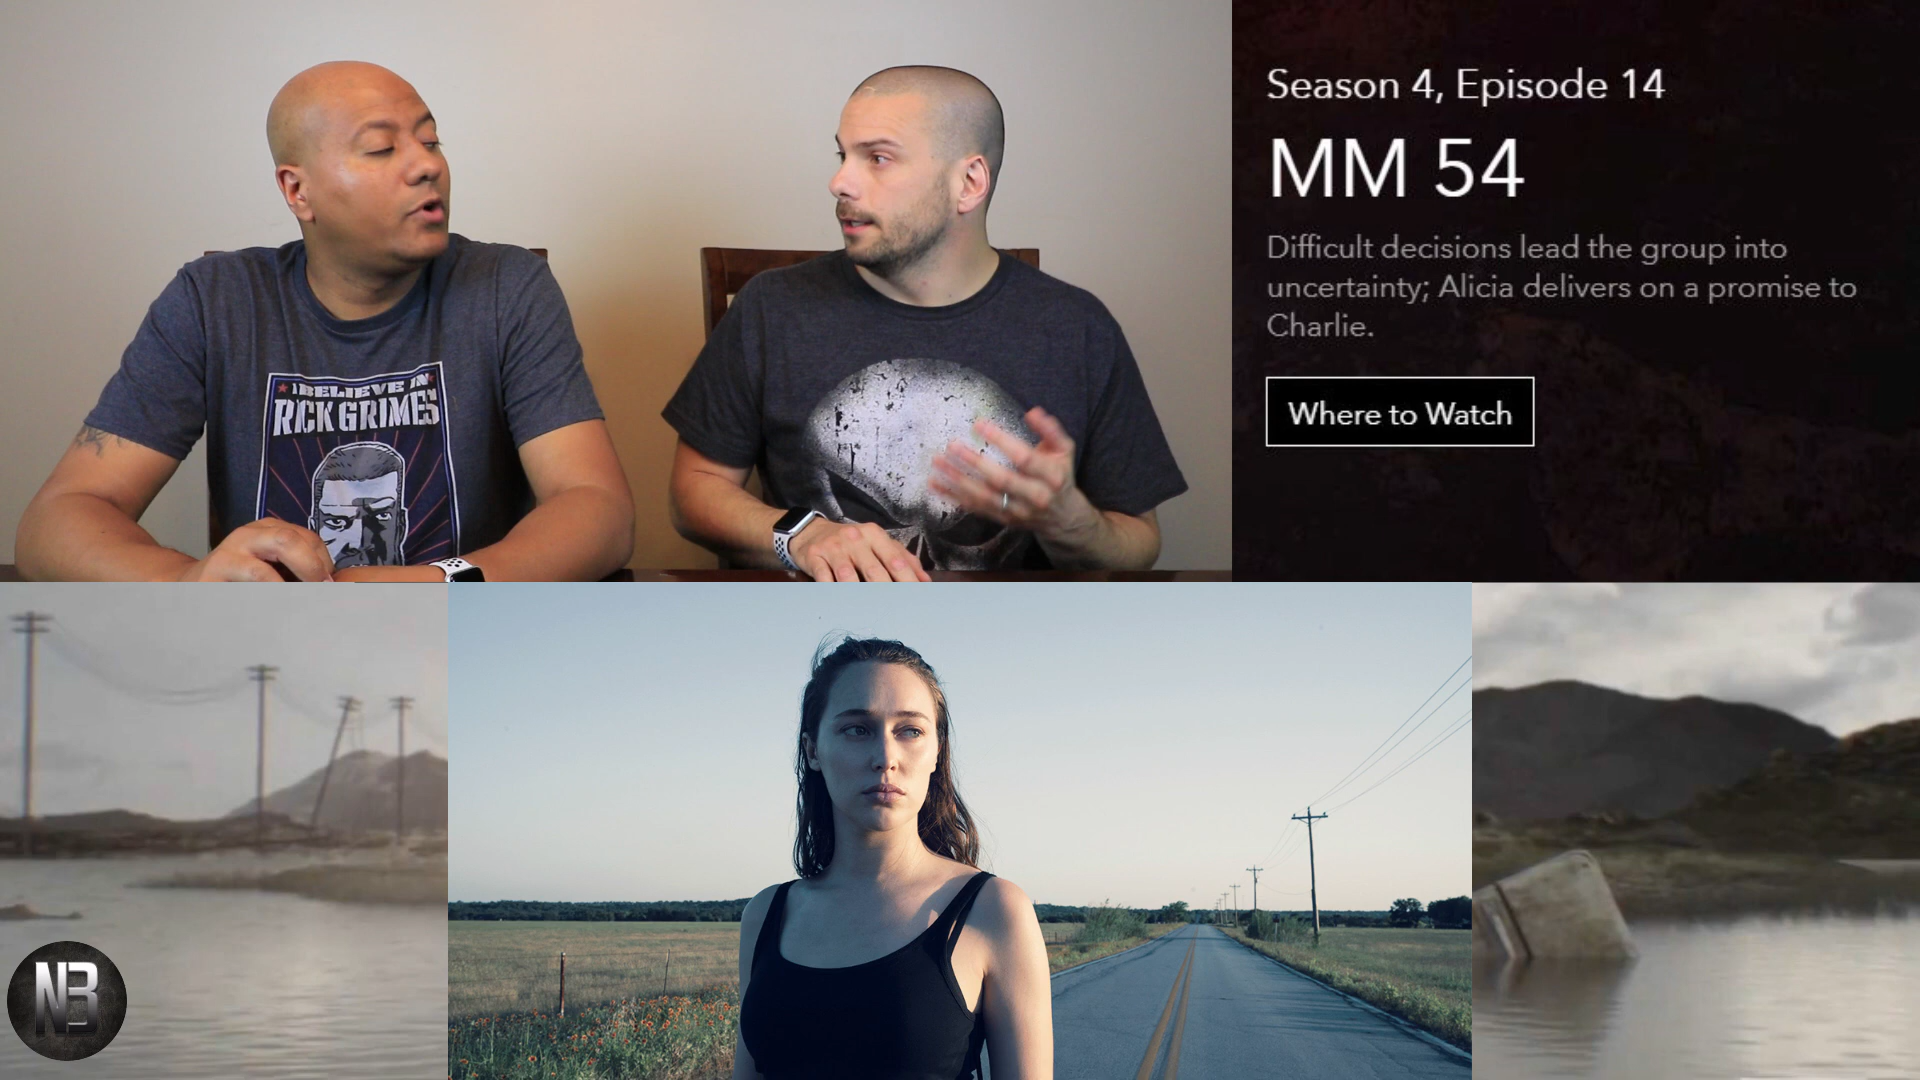 I BELIEVE IN
RICK GRIMES
Season 4, Episode 14
MM 54
Difficult decisions lead the group into
uncertainty; Alicia delivers on a promise to
Charlie.
Where to Watch
NB